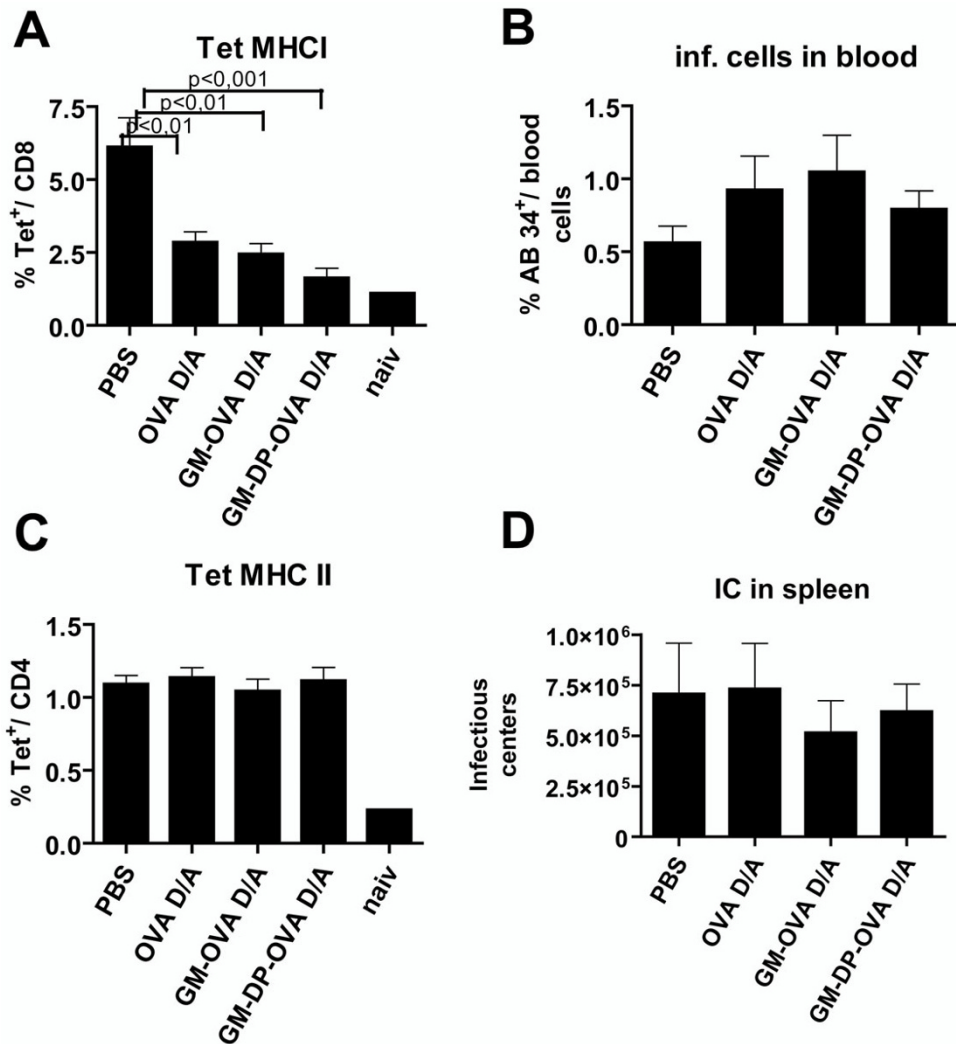 A
Tet MHCI
p<0,001
p<0,01
p<0,01
7.5
5.0
2.5
0.0
% Tet⁺/ CD8
PBS
OVA D/A
GM-OVA D/A
GM-DP-OVA D/A
naiv
B
inf. cells in blood
1.5
1.0
0.5
0.0
% AB 34⁺/ blood
cells
PBS
OVA D/A
GM-OVA D/A
GM-DP-OVA D/A
C
Tet MHC II
1.5
1.0
0.5
0.0
% Tet⁺/ CD4
PBS
OVA D/A
GM-OVA D/A
GM-DP-OVA D/A
naiv
D
IC in spleen
1.0×10⁶
7.5×10⁵
5.0×10⁵
2.5×10⁵
0
Infectious
centers
PBS
OVA D/A
GM-OVA D/A
GM-DP-OVA D/A